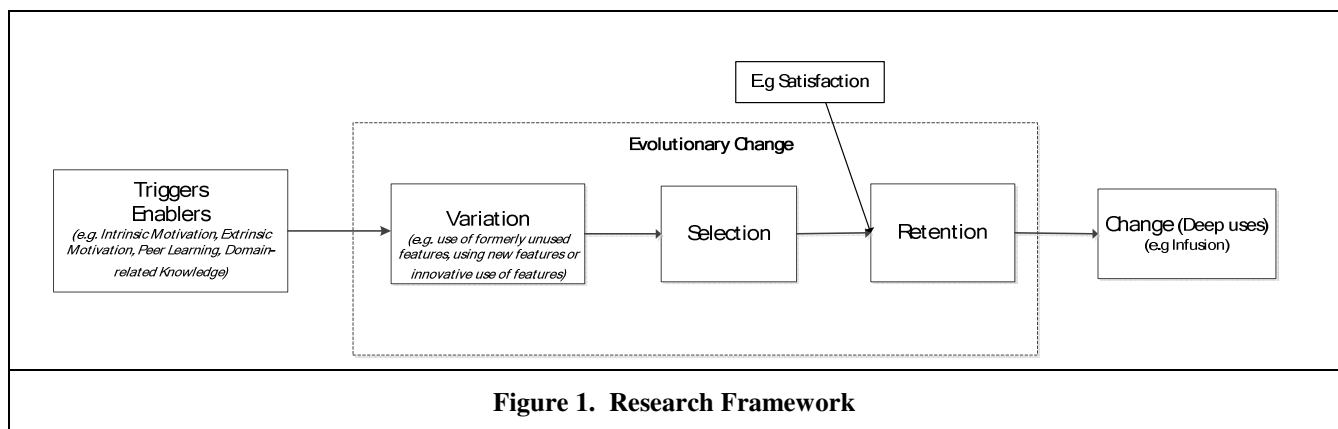 E.g Satisfaction
Evolutionary Change
Triggers
Enablers
(e.g. Intrinsic Motivation, Extrinsic
Motivation, Peer Learning, Domain-
related Knowledge)
Variation
(e.g. use of formerly unused
features, using new features or
innovative use of features)
Selection
Retention
Change (Deep uses)
(e.g Infusion)
Figure 1. Research Framework